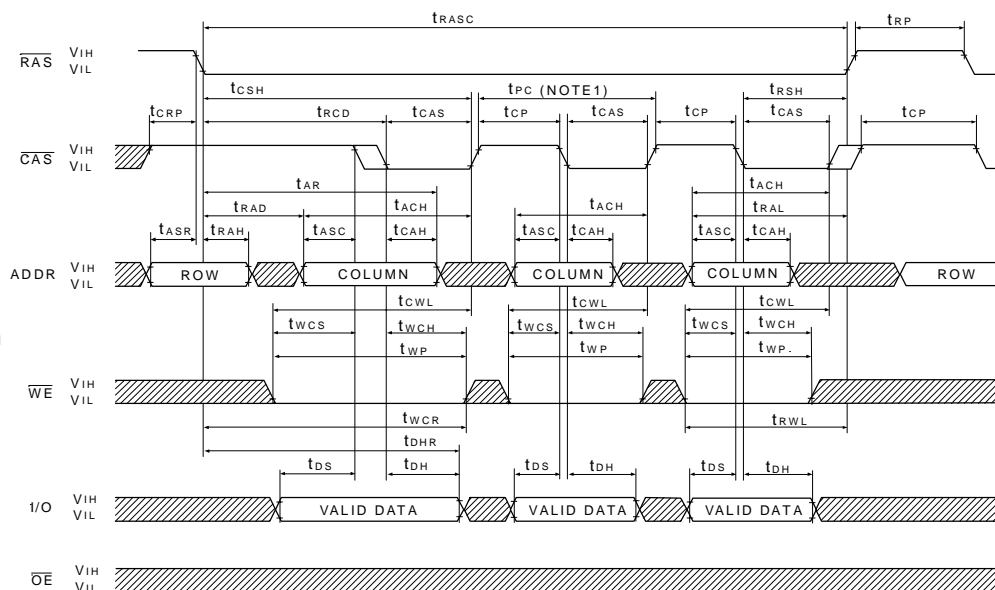 tRASC tRP
RAS VIH
VIL
tCSH tPC (NOTE1) tRSH
tCRP tRCD tCAS tCP tCAS tCP tCAS tCP
CAS VIH
VIL
tAR tACH
tRAD tACH tACH tRAL
tASR tRAH tASC tCAH tASC tCAH tASC tCAH
ADDR VIH
VIL
ROW COLUMN COLUMN COLUMN ROW
tCWL tCWL tCWL
tWCS tWCH tWCS tWCH tWCS tWCH
tWP tWP tWP.
WE VIH
VIL
tWCR tRWL
tDHR
tDS tDH tDS tDH tDS tDH
1/O VIH
VIL
VALID DATA VALID DATA VALID DATA
OE VIH
VIL